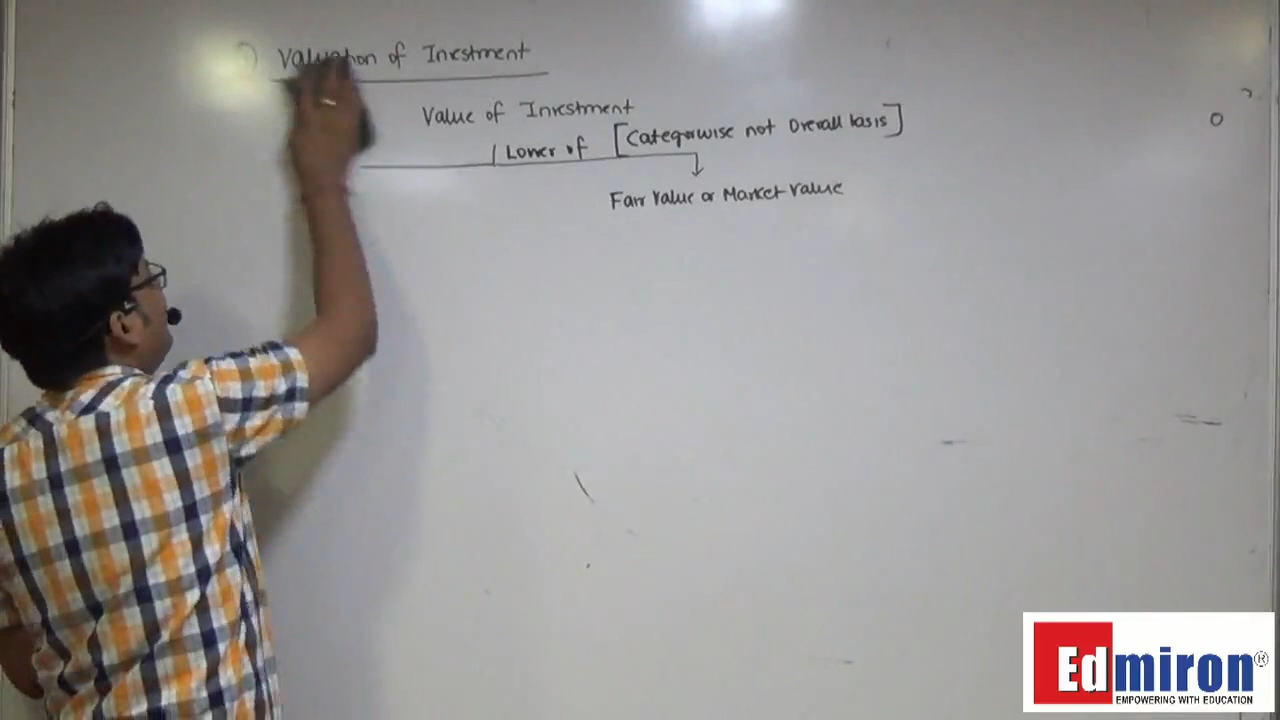 Valuation of Investment
Value of Investment
Lower of [Categorwise not Overall basis]
Fair Value or Market Value
Edmiron®
EMPOWERING WITH EDUCATION